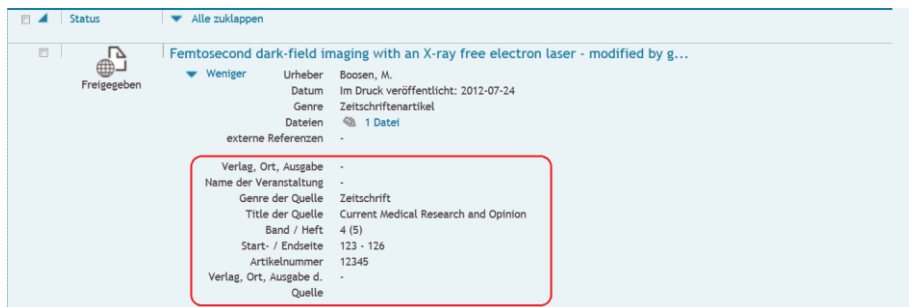 Status Alle zuklappen
Femtosecond dark-field imaging with an X-ray free electron laser - modified by g...
Freigegeben
Weniger Urheber Boosen, M.
Datum Im Druck veröffentlicht: 2012-07-24
Genre Zeitschriftenartikel
Dateien 1 Datei
externe Referenzen -
Verlag, Ort, Ausgabe -
Name der Veranstaltung -
Genre der Quelle Zeitschrift
Title der Quelle Current Medical Research and Opinion
Band / Heft 4 (5)
Start- / Endseite 123 - 126
Artikelnummer 12345
Verlag, Ort, Ausgabe d. -
Quelle